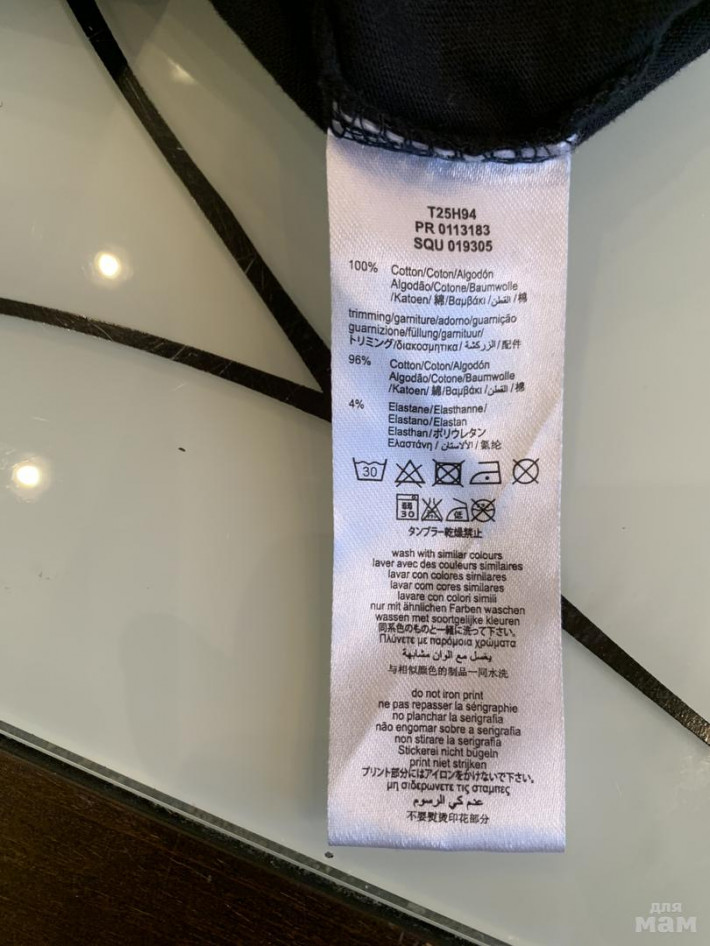 T25H94
PR 0113183
SQU 019305
100% Cotton/Coton/Algodón
Algodão/Cotone/Baumwolle
/Katoen/ 綿/Βαμβάκι / القطن / 棉
trimming/garniture/adorno/guarnição
guarnizione/füllung/garnituur/
トリミング/διακοσμητικα / الزركشة /配件
96% Cotton/Coton/Algodón
Algodão/Cotone/Baumwolle
/Katoen/ 綿/Βαμβάκι / القطن / 棉
4% Elastane/Elasthanne/
Elastano/Elastan
Elasthan/ポリウレタン
Ελαστάνη / الألاستان / 氨纶
30
弱
30
低
タンブラー乾燥禁止
wash with similar colours
laver avec des couleurs similaires
lavar con colores similares
lavar com cores similares
lavare con colori simili
nur mit ähnlichen Farben waschen
wassen met soortgelijke kleuren
同系色のものと一緒に洗って下さい。
Πλύνετε με παρόμοια χρώματα
يغسل مع الوان مشابهة
与相似颜色的制品一同水洗
do not iron print
ne pas repasser la sérigraphie
no planchar la serigrafia
não engomar sobre a serigrafia
non stirare la serigrafia
Stickerei nicht bügeln
print niet strijken
プリント部分にはアイロンをかけないで下さい。
μη σιδερωνετε τις σταμπες
عدم كي الرسوم
不要熨烫印花部分
для
мам